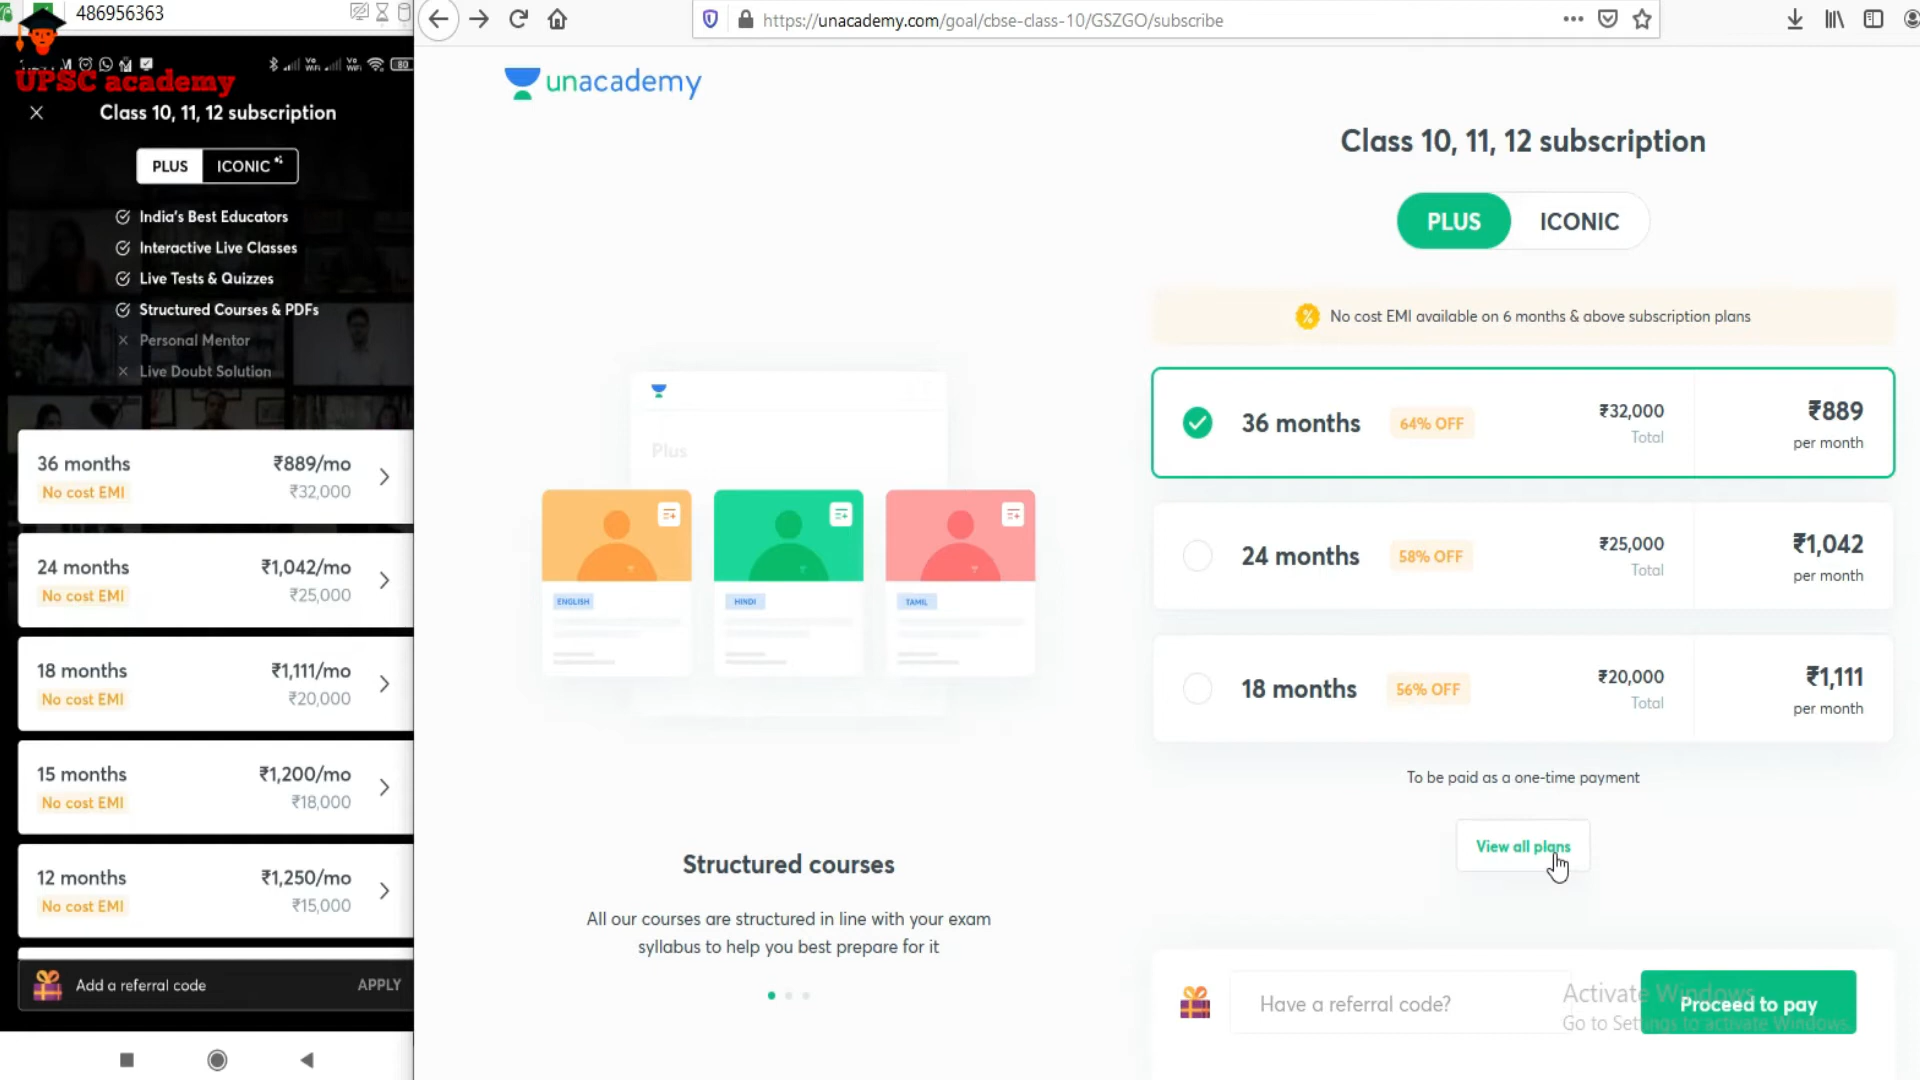 486956363
UPSC academy
Class 10, 11, 12 subscription
PLUS
ICONIC
India's Best Educators
Interactive Live Classes
Live Tests & Quizzes
Structured Courses & PDFs
Personal Mentor
Live Doubt Solution
36 months
₹889/mo
No cost EMI
₹32,000
24 months
₹1,042/mo
No cost EMI
₹25,000
18 months
₹1,111/mo
No cost EMI
₹20,000
15 months
₹1,200/mo
No cost EMI
₹18,000
12 months
₹1,250/mo
No cost EMI
₹15,000
Add a referral code
APPLY
https://unacademy.com/goal/cbse-class-10/GSZGO/subscribe
unacademy
Plus
ENGLISH
HINDI
TAMIL
Structured courses
All our courses are structured in line with your exam
syllabus to help you best prepare for it
Class 10, 11, 12 subscription
PLUS
ICONIC
No cost EMI available on 6 months & above subscription plans
36 months
64% OFF
₹32,000
Total
₹889
per month
24 months
58% OFF
₹25,000
Total
₹1,042
per month
18 months
56% OFF
₹20,000
Total
₹1,111
per month
To be paid as a one-time payment
View all plans
Have a referral code?
Proceed to pay
Activate Windows
Go to Settings to activate Windows.